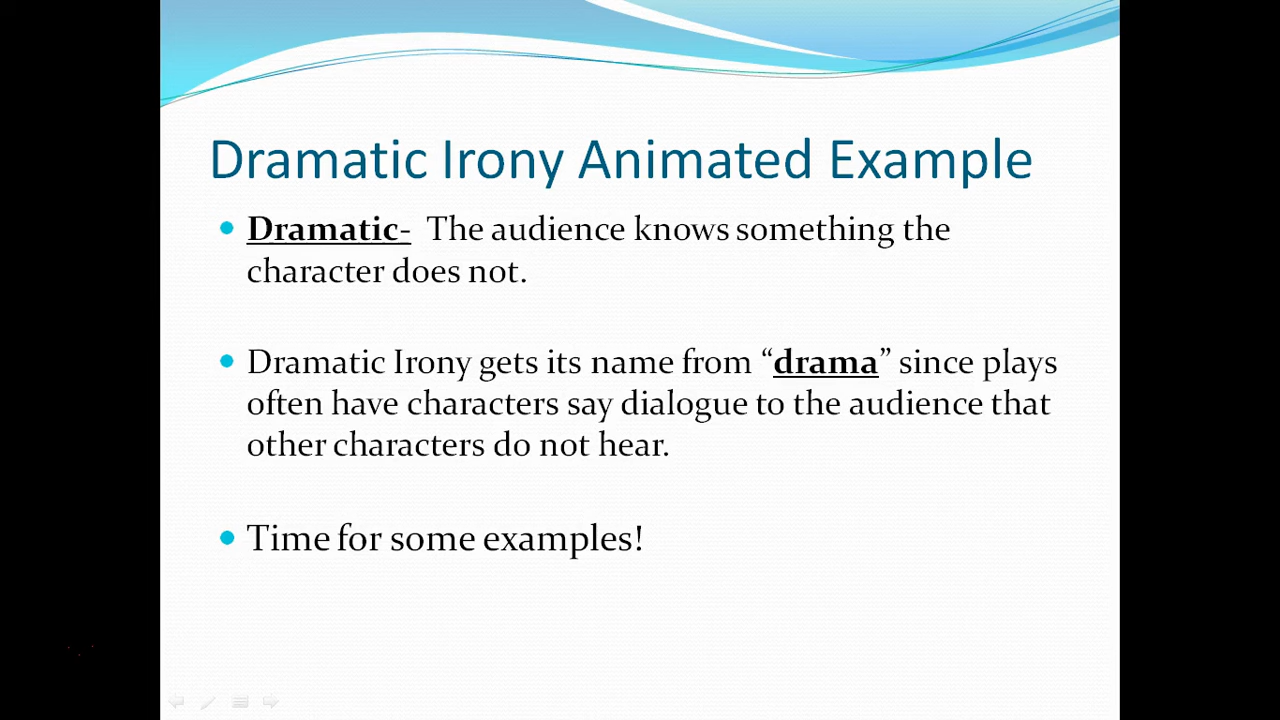 Dramatic Irony Animated Example
Dramatic-  The audience knows something the
character does not.
Dramatic Irony gets its name from “drama” since plays
often have characters say dialogue to the audience that
other characters do not hear.
Time for some examples!